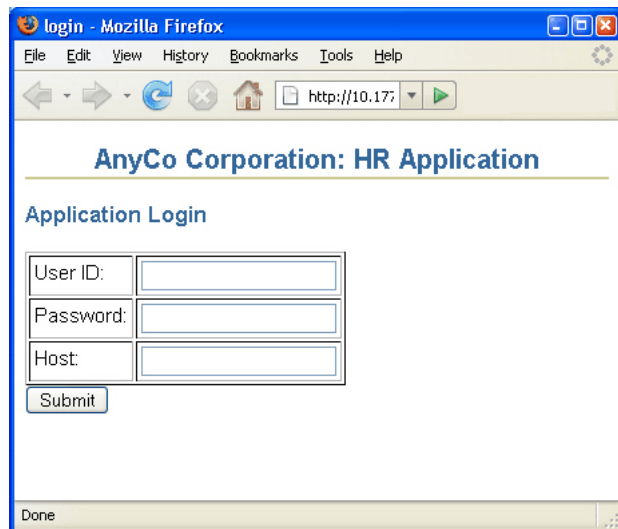 login - Mozilla Firefox
File Edit View History Bookmarks Tools Help
http://10.177
AnyCo Corporation: HR Application
Application Login
User ID:
Password:
Host:
Submit
Done